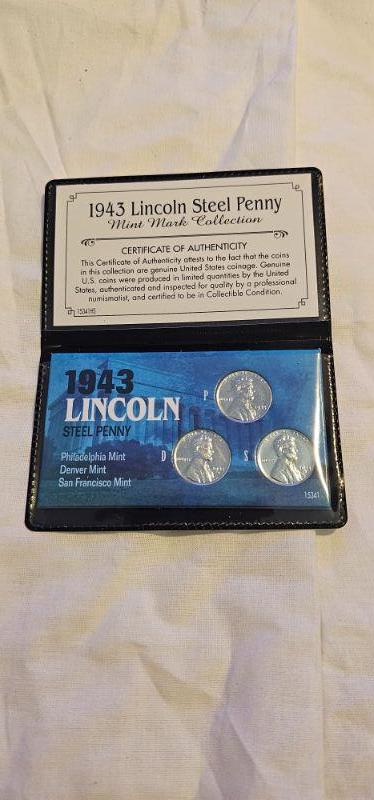 1943 Lincoln Steel Penny
Mint Mark Collection
CERTIFICATE OF AUTHENTICITY
This Certificate of Authenticity attests to the fact that the coins
in this collection are genuine United States coinage. Genuine
U.S. coins were produced in limited quantities by the United
States, authenticated and inspected for quality by a professional
numismatist, and certified to be in Collectible Condition.
15341HS
1943
LINCOLN
STEEL PENNY
Philadelphia Mint
Denver Mint
San Francisco Mint
P
D
S
15341